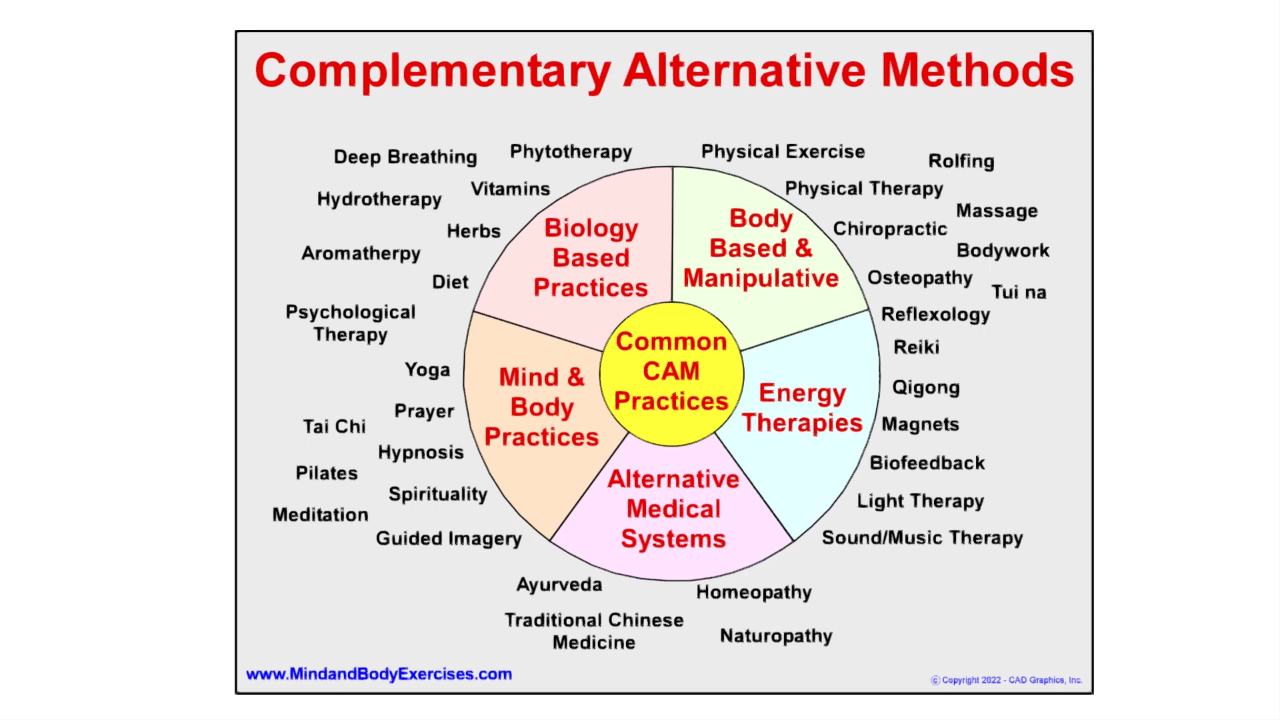 Complementary Alternative Methods
Deep Breathing
Phytotherapy
Physical Exercise
Rolfing
Hydrotherapy
Vitamins
Physical Therapy
Massage
Herbs
Chiropractic
Aromatherpy
Bodywork
Diet
Osteopathy
Tui na
Psychological
Therapy
Reflexology
Reiki
Yoga
Qigong
Prayer
Tai Chi
Magnets
Hypnosis
Biofeedback
Pilates
Spirituality
Light Therapy
Meditation
Guided Imagery
Sound/Music Therapy
Biology
Based
Practices
Body
Based &
Manipulative
Common
CAM
Practices
Mind &
Body
Practices
Energy
Therapies
Alternative
Medical
Systems
Ayurveda
Homeopathy
Traditional Chinese
Medicine
Naturopathy
www.MindandBodyExercises.com
© Copyright 2022 - CAD Graphics, Inc.